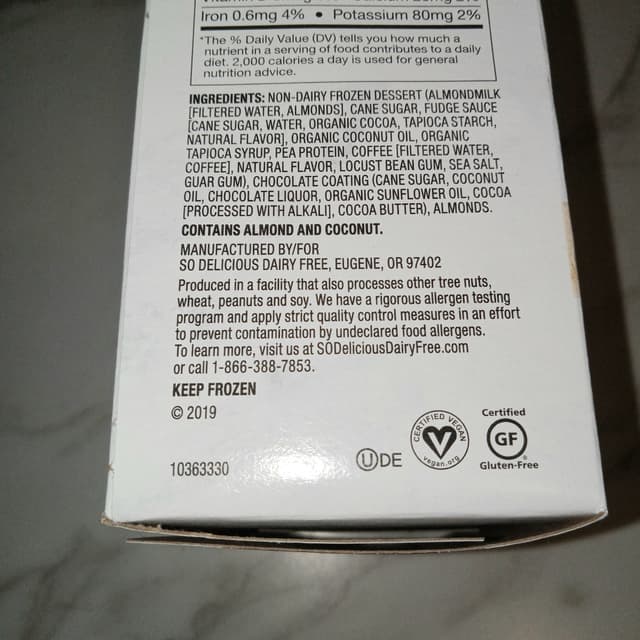 Iron 0.6mg 4% • Potassium 80mg 2%
*The % Daily Value (DV) tells you how much a
nutrient in a serving of food contributes to a daily
diet. 2,000 calories a day is used for general
nutrition advice.
INGREDIENTS: NON-DAIRY FROZEN DESSERT (ALMONDMILK
[FILTERED WATER, ALMONDS], CANE SUGAR, FUDGE SAUCE
[CANE SUGAR, WATER, ORGANIC COCOA, TAPIOCA STARCH,
NATURAL FLAVOR], ORGANIC COCONUT OIL, ORGANIC
TAPIOCA SYRUP, PEA PROTEIN, COFFEE [FILTERED WATER,
COFFEE], NATURAL FLAVOR, LOCUST BEAN GUM, SEA SALT,
GUAR GUM), CHOCOLATE COATING (CANE SUGAR, COCONUT
OIL, CHOCOLATE LIQUOR, ORGANIC SUNFLOWER OIL, COCOA
[PROCESSED WITH ALKALI], COCOA BUTTER), ALMONDS.
CONTAINS ALMOND AND COCONUT.
MANUFACTURED BY/FOR
SO DELICIOUS DAIRY FREE, EUGENE, OR 97402
Produced in a facility that also processes other tree nuts,
wheat, peanuts and soy. We have a rigorous allergen testing
program and apply strict quality control measures in an effort
to prevent contamination by undeclared food allergens.
To learn more, visit us at SODeliciousDairyFree.com
or call 1-866-388-7853.
KEEP FROZEN
© 2019
10363330
U DE
CERTIFIED VEGAN
vegan.org
Certified
GF
Gluten-Free